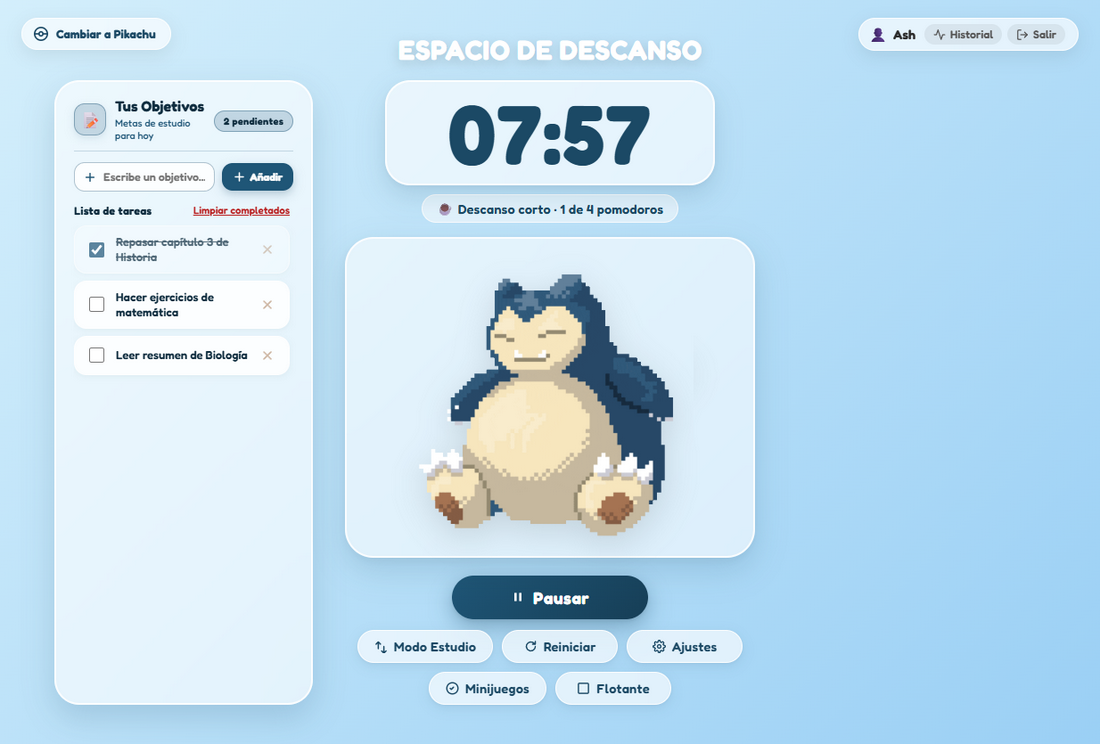 Cambiar a Pikachu
Ash
Historial
Salir
ESPACIO DE DESCANSO
Tus Objetivos
Metas de estudio
para hoy
2 pendientes
Escribe un objetivo...
Añadir
Lista de tareas
Limpiar completados
Repasar capítulo 3 de
Historia
Hacer ejercicios de
matemática
Leer resumen de Biología
07:57
Descanso corto · 1 de 4 pomodoros
Pausar
Modo Estudio
Reiniciar
Ajustes
Minijuegos
Flotante